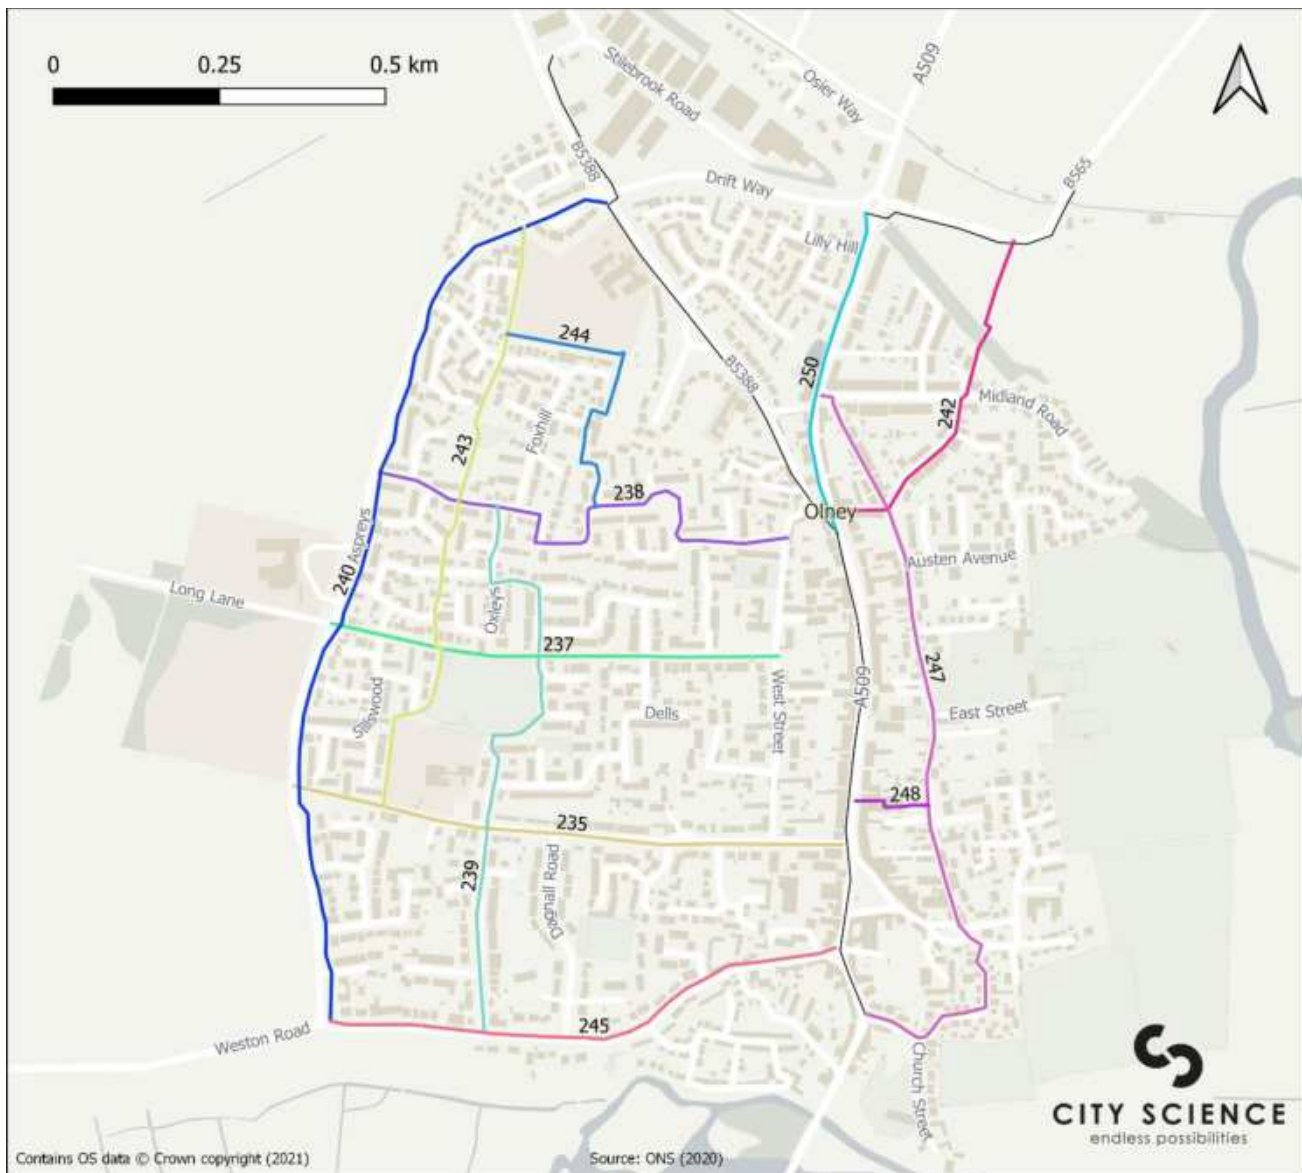 0 0.25 0.5 km
Stilebrook Road
Osier Way
A509
B5388
Drift Way
B565
Lilly Hill
244
B5388
250
242
Midland Road
243
Foxhill
238
Olney
Aspreys
240
Austen Avenue
Long Lane
Oxleys
237
247
A509
Sillswood
Dells
West Street
East Street
248
235
239
Dagnall Road
245
Weston Road
Church Street
CITY SCIENCE
endless possibilities
Contains OS data © Crown copyright (2021)
Source: ONS (2020)